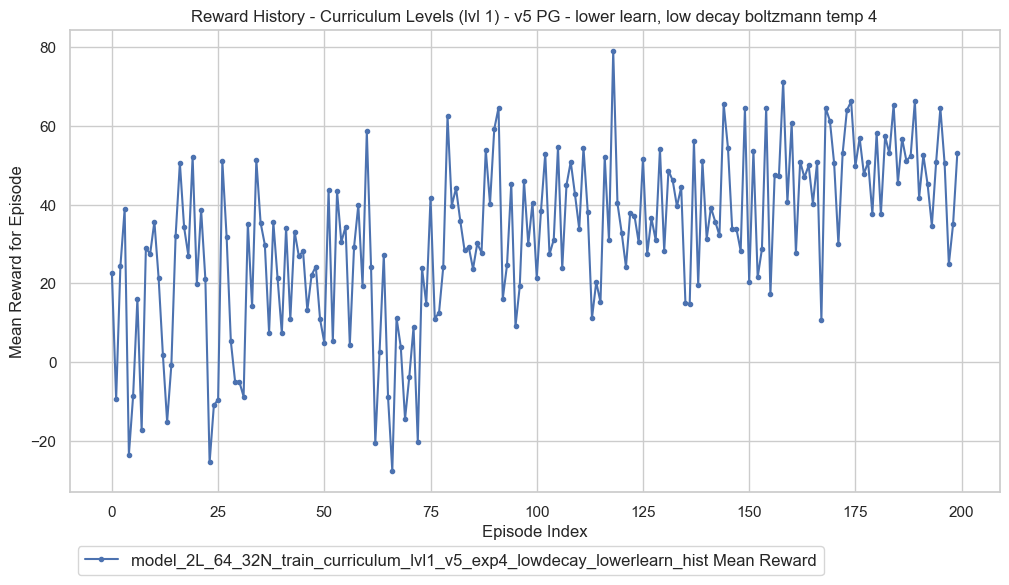 Reward History - Curriculum Levels (lvl 1) - v5 PG - lower learn, low decay boltzmann temp 4
80
60
40
20
0
−20
Mean Reward for Episode
0 25 50 75 100 125 150 175 200
Episode Index
model_2L_64_32N_train_curriculum_lvl1_v5_exp4_lowdecay_lowerlearn_hist Mean Reward